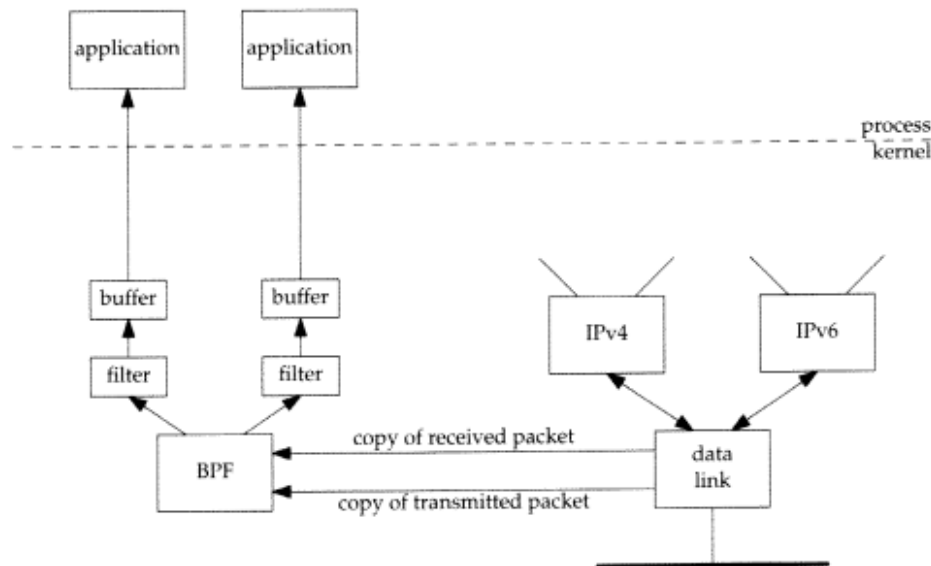 application
application
process
kernel
buffer
buffer
IPv4
IPv6
filter
filter
copy of received packet
BPF
data
link
copy of transmitted packet